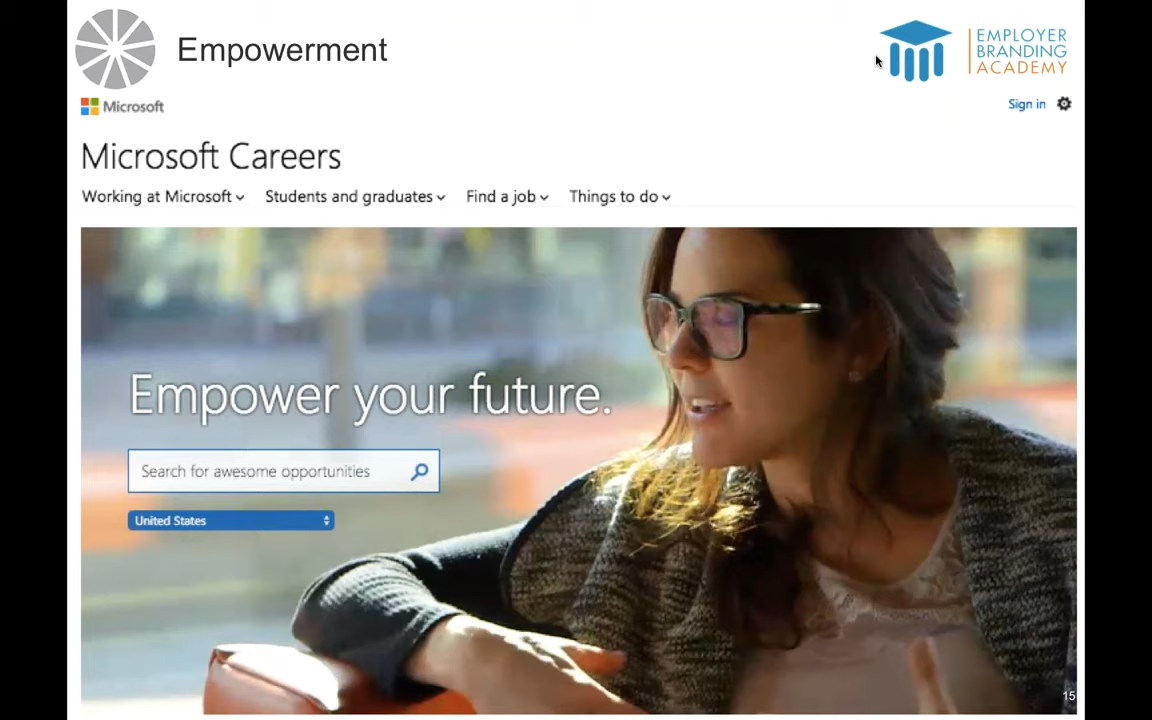 Empowerment
EMPLOYER
BRANDING
ACADEMY
Microsoft
Sign in
Microsoft Careers
Working at Microsoft
Students and graduates
Find a job
Things to do
Empower your future.
Search for awesome opportunities
United States
15